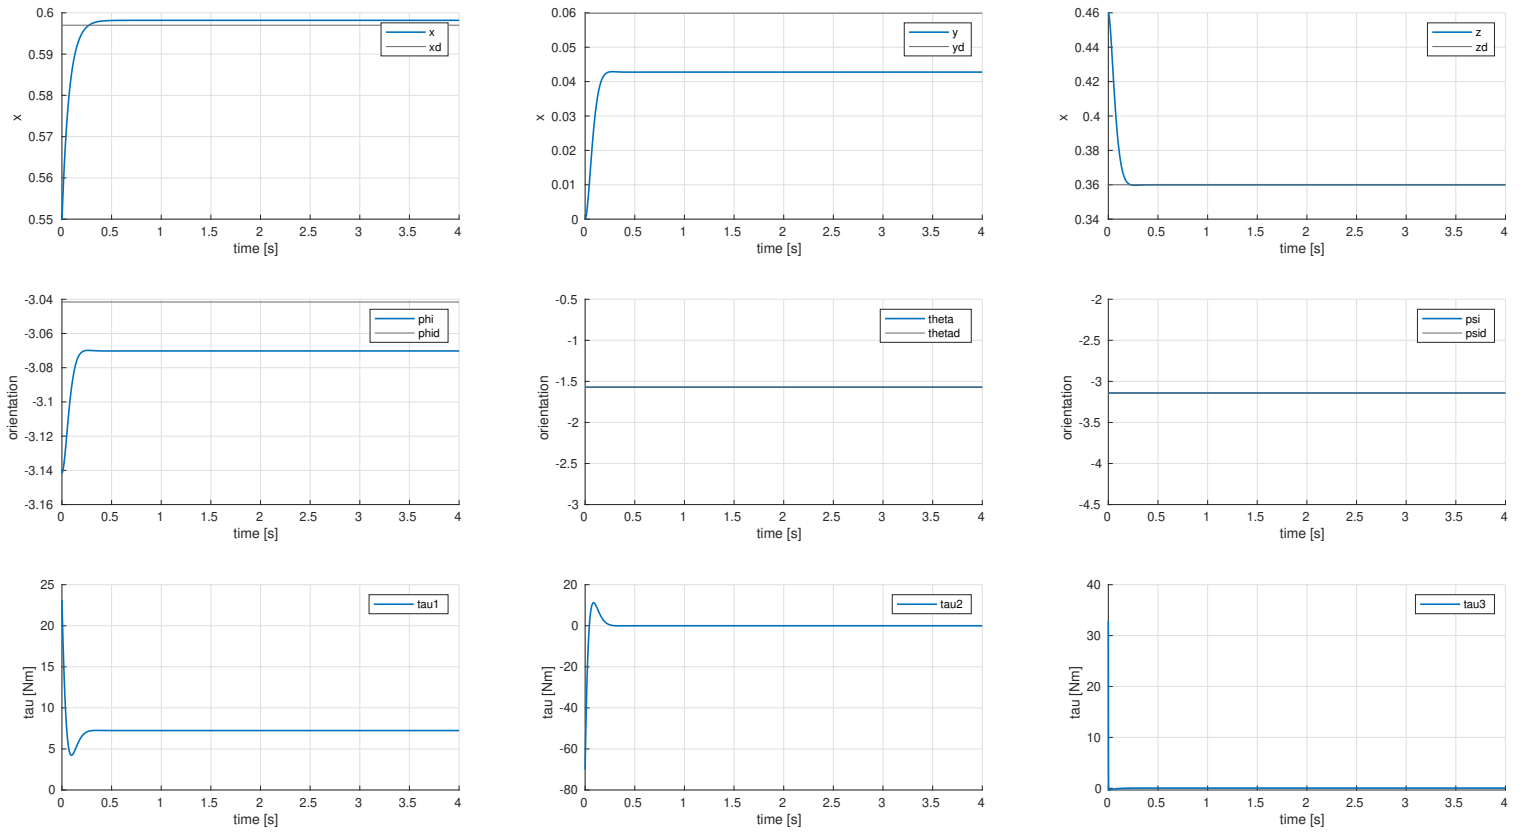 0.6
0.59
0.58
0.57
0.56
0.55
x
x
xd
0 0.5 1 1.5 2 2.5 3 3.5 4
time [s]
0.06
0.05
0.04
0.03
0.02
0.01
0
x
y
yd
0 0.5 1 1.5 2 2.5 3 3.5 4
time [s]
0.46
0.44
0.42
0.4
0.38
0.36
0.34
x
z
zd
0 0.5 1 1.5 2 2.5 3 3.5 4
time [s]
-3.04
-3.06
-3.08
-3.1
-3.12
-3.14
-3.16
orientation
phi
phid
0 0.5 1 1.5 2 2.5 3 3.5 4
time [s]
-0.5
-1
-1.5
-2
-2.5
-3
orientation
theta
thetad
0 0.5 1 1.5 2 2.5 3 3.5 4
time [s]
-2
-2.5
-3
-3.5
-4
-4.5
orientation
psi
psid
0 0.5 1 1.5 2 2.5 3 3.5 4
time [s]
25
20
15
10
5
0
tau [Nm]
tau1
0 0.5 1 1.5 2 2.5 3 3.5 4
time [s]
20
0
-20
-40
-60
-80
tau [Nm]
tau2
0 0.5 1 1.5 2 2.5 3 3.5 4
time [s]
40
30
20
10
0
tau [Nm]
tau3
0 0.5 1 1.5 2 2.5 3 3.5 4
time [s]